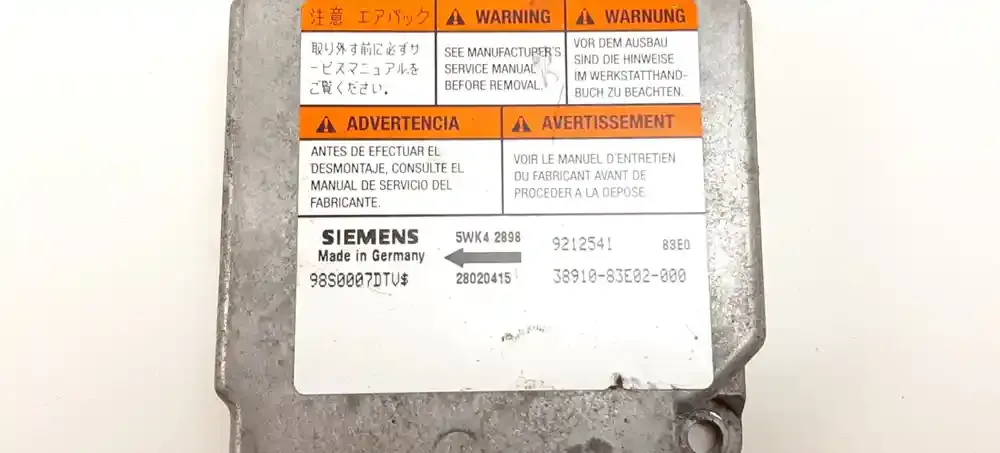 注意 エアバック
取り外す前に必ずサ
ービスマニュアルを
ご覧ください.
WARNING
SEE MANUFACTURER'S
SERVICE MANUAL
BEFORE REMOVAL.
WARNUNG
VOR DEM AUSBAU
SIND DIE HINWEISE
IM WERKSTATTHAND-
BUCH ZU BEACHTEN.
ADVERTENCIA
ANTES DE EFECTUAR EL
DESMONTAJE, CONSULTE EL
MANUAL DE SERVICIO DEL
FABRICANTE.
AVERTISSEMENT
VOIR LE MANUEL D'ENTRETIEN
DU FABRICANT AVANT DE
PROCEDER A LA DEPOSE.
SIEMENS 5WK4 2898 9212541 83E0
Made in Germany
98S0007DTV$ 28020415 38910-83E02-000